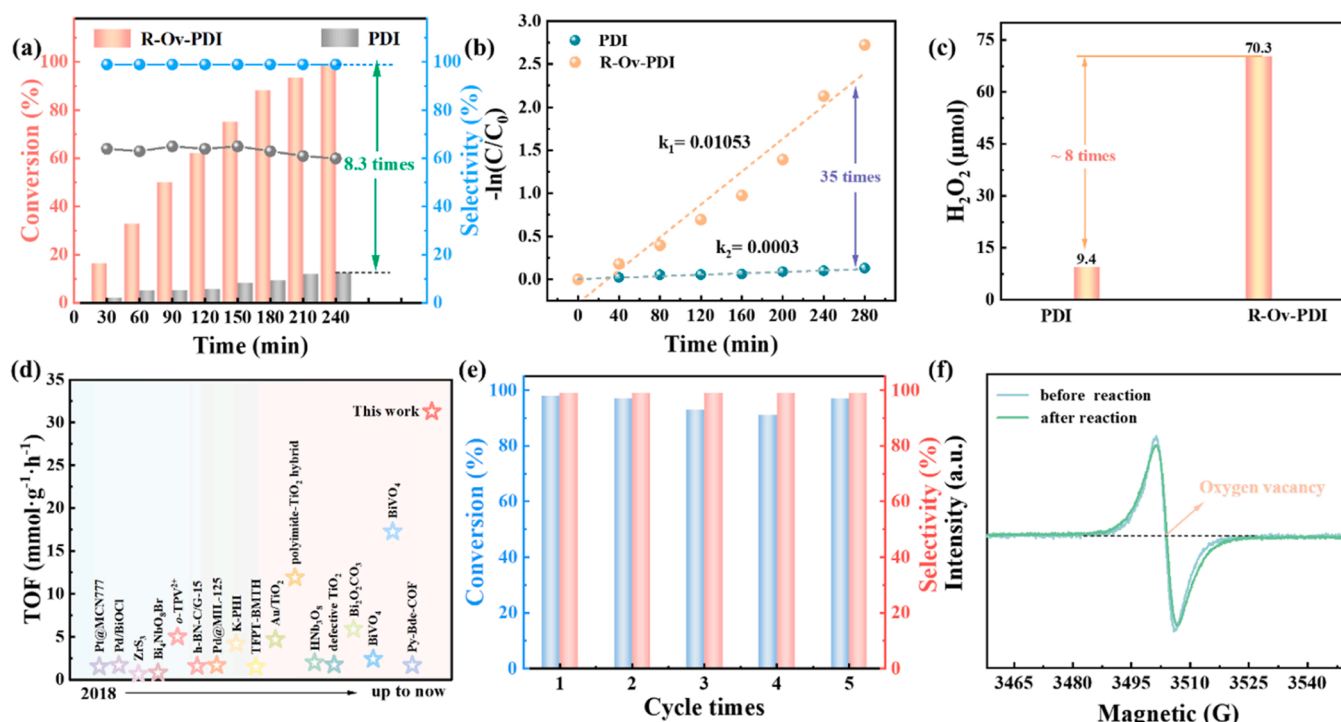 (a)
R-Ov-PDI
PDI
Conversion (%)
100
80
60
40
20
0
0
30
60
90
120
150
180
210
240
Time (min)
100
80
60
40
20
0
Selectivity (%)
8.3 times
(b)
PDI
R-Ov-PDI
-ln(C/C₀)
3.0
2.5
2.0
1.5
1.0
0.5
0.0
k₁= 0.01053
k₂= 0.0003
35 times
0
40
80
120
160
200
240
280
Time (min)
(c)
H₂O₂ (μmol)
75
60
45
30
15
0
70.3
~ 8 times
9.4
PDI
R-Ov-PDI
(d)
TOF (mmol·g⁻¹·h⁻¹)
35
30
25
20
15
10
5
0
This work
Pt@MCN777
Pd/BiOCl
ZrS₃
Bi₄NbO₈Br
o-TPV²⁺
h-BN-C/G-15
Pd@MIL-125
K-PHI
TFPT-BMTH
Au/TiO₂
polyimide-TiO₂ hybrid
HNb₃O₈
defective TiO₂
Bi₂O₂CO₃
BiVO₄
BiVO₄
Py-Bde-COF
2018
up to now
(e)
Conversion (%)
100
80
60
40
20
0
1
2
3
4
5
Cycle times
100
80
60
40
20
0
Selectivity (%)
(f)
before reaction
after reaction
Intensity (a.u.)
Oxygen vacancy
3465
3480
3495
3510
3525
3540
Magnetic (G)